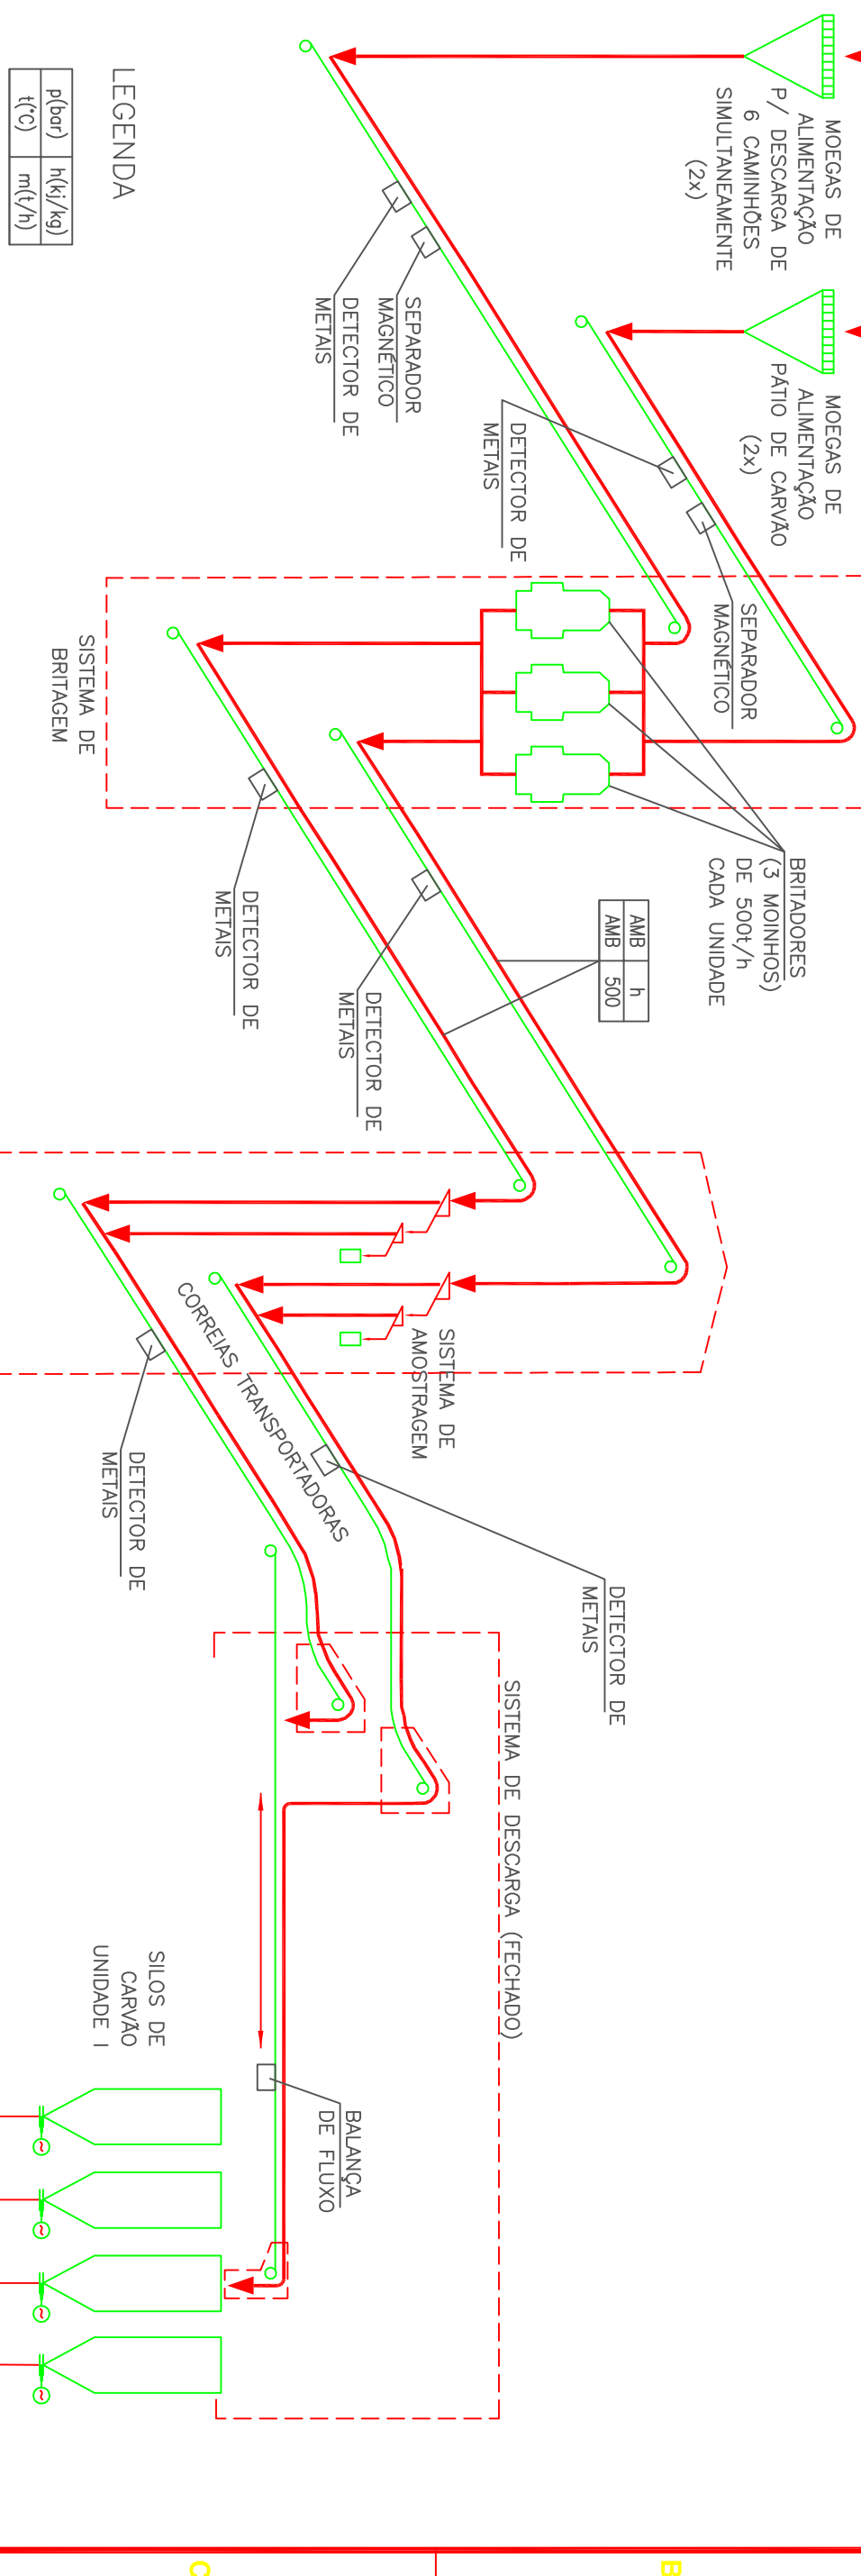 MOEGAS DE
ALIMENTAÇÃO
P/ DESCARGA DE
6 CAMINHÕES
SIMULTANEAMENTE
(2x)
MOEGAS DE
ALIMENTAÇÃO
PÁTIO DE CARVÃO
(2x)
SEPARADOR
MAGNÉTICO
DETECTOR DE
METAIS
DETECTOR DE
METAIS
SEPARADOR
MAGNÉTICO
LEGENDA
p(bar) h(kj/kg)
t(°C) m(t/h)
SISTEMA DE
BRITAGEM
BRITADORES
(3 MOINHOS)
DE 500t/h
CADA UNIDADE
AMB h
AMB 500
DETECTOR DE
METAIS
DETECTOR DE
METAIS
SISTEMA DE
AMOSTRAGEM
CORREIAS TRANSPORTADORAS
DETECTOR DE
METAIS
DETECTOR DE
METAIS
SISTEMA DE DESCARGA (FECHADO)
BALANÇA
DE FLUXO
SILOS DE
CARVÃO
UNIDADE I
~
~
~
~
B
C